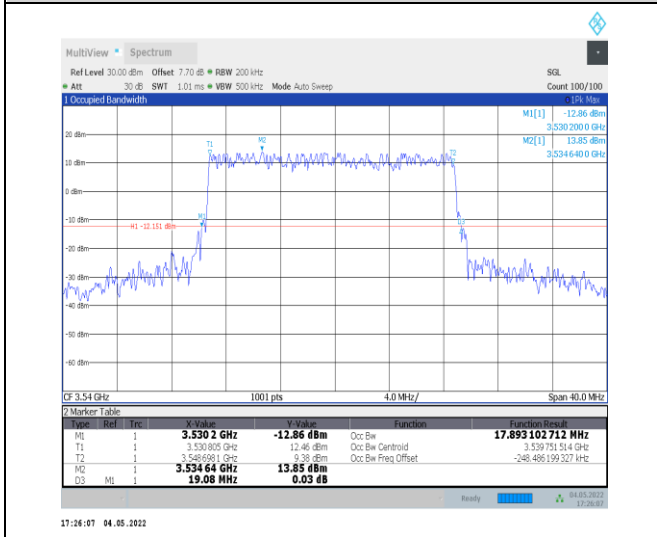 MultiView Spectrum
Ref Level 30.00 dBm Offset 7.70 dB RBW 200 kHz SGL
Att 30 dB SWT 1.01 ms VBW 500 kHz Mode Auto Sweep Count 100/100
1 Occupied Bandwidth 1Pk Max
M1[1] -12.86 dBm
3.530 200 0 GHz
M2[1] 13.85 dBm
3.534 640 0 GHz
20 dBm
T1 M2 T2
10 dBm
0 dBm
-10 dBm
M1 D3
H1 -12.151 dBm
-20 dBm
-30 dBm
-40 dBm
-50 dBm
-60 dBm
CF 3.54 GHz 1001 pts 4.0 MHz/ Span 40.0 MHz
2 Marker Table
Type Ref Trc X-Value Y-Value Function Function Result
M1 1 3.530 2 GHz -12.86 dBm Occ Bw 17.893 102 712 MHz
T1 1 3.530 805 GHz 12.46 dBm Occ Bw Centroid 3.539 751 514 GHz
T2 1 3.548 698 1 GHz 9.38 dBm Occ Bw Freq Offset -248.486 199 327 kHz
M2 1 3.534 64 GHz 13.85 dBm
D3 M1 1 19.08 MHz 0.03 dB
Ready 04.05.2022
17:26:07
17:26:07 04.05.2022